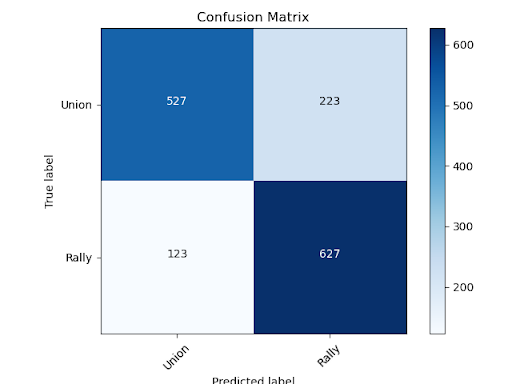 Confusion Matrix
600
500
400
300
200
Union
Rally
True label
527
223
123
627
Union
Rally
Predicted label